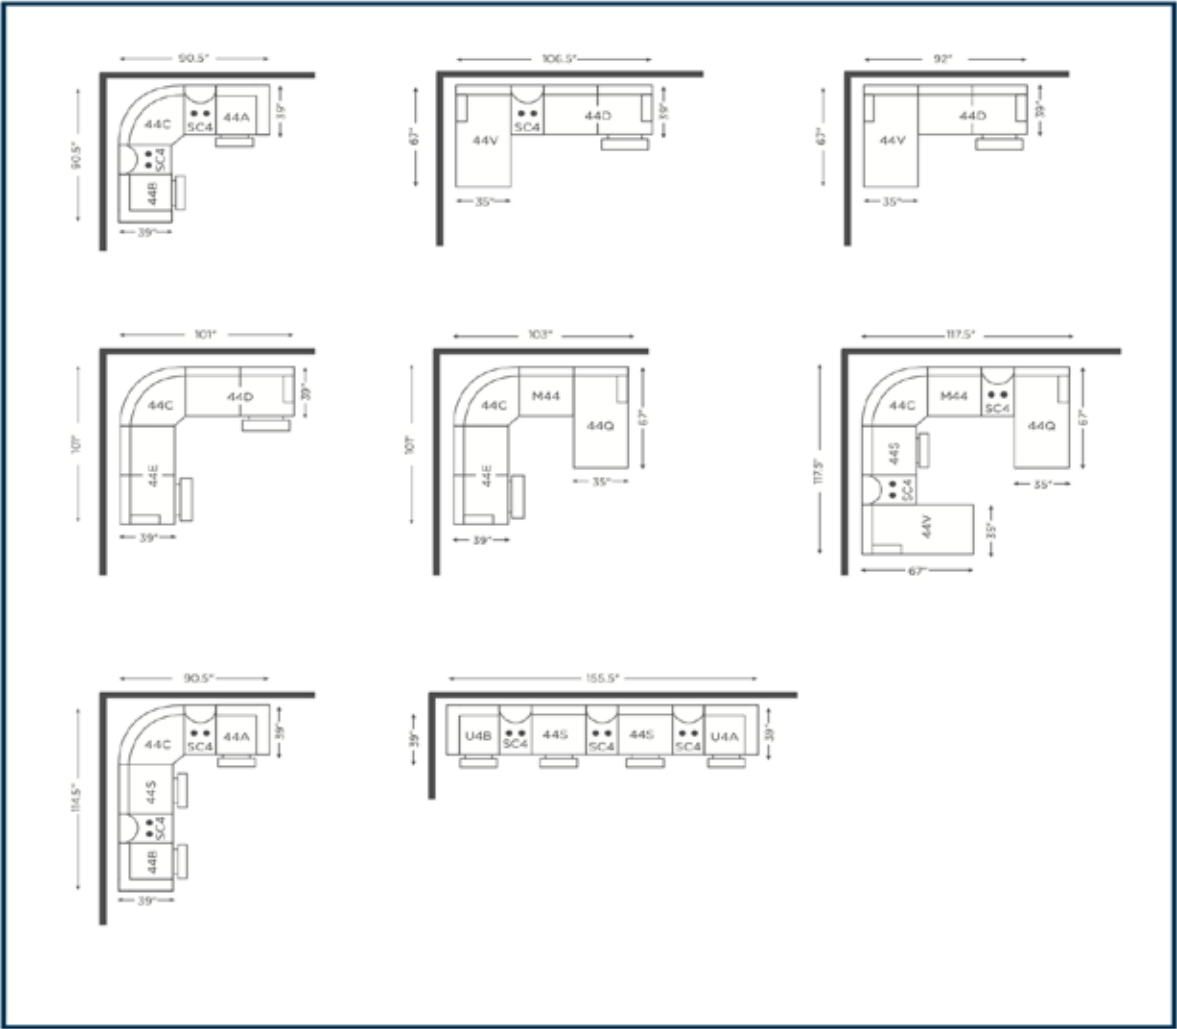 90.5"
44C
SC4
44A
39"
90.5"
SC4
44B
39"
106.5"
67"
44V
SC4
44D
39"
35"
92"
67"
44V
44D
39"
35"
101"
44C
44D
39"
101"
44E
39"
103"
44C
M44
44Q
67"
101"
44E
35"
39"
117.5"
44C
M44
SC4
44Q
67"
117.5"
44S
SC4
35"
44V
35"
67"
90.5"
44C
SC4
44A
39"
114.5"
44S
SC4
44B
39"
155.5"
39"
U4B
SC4
44S
SC4
44S
SC4
U4A
39"